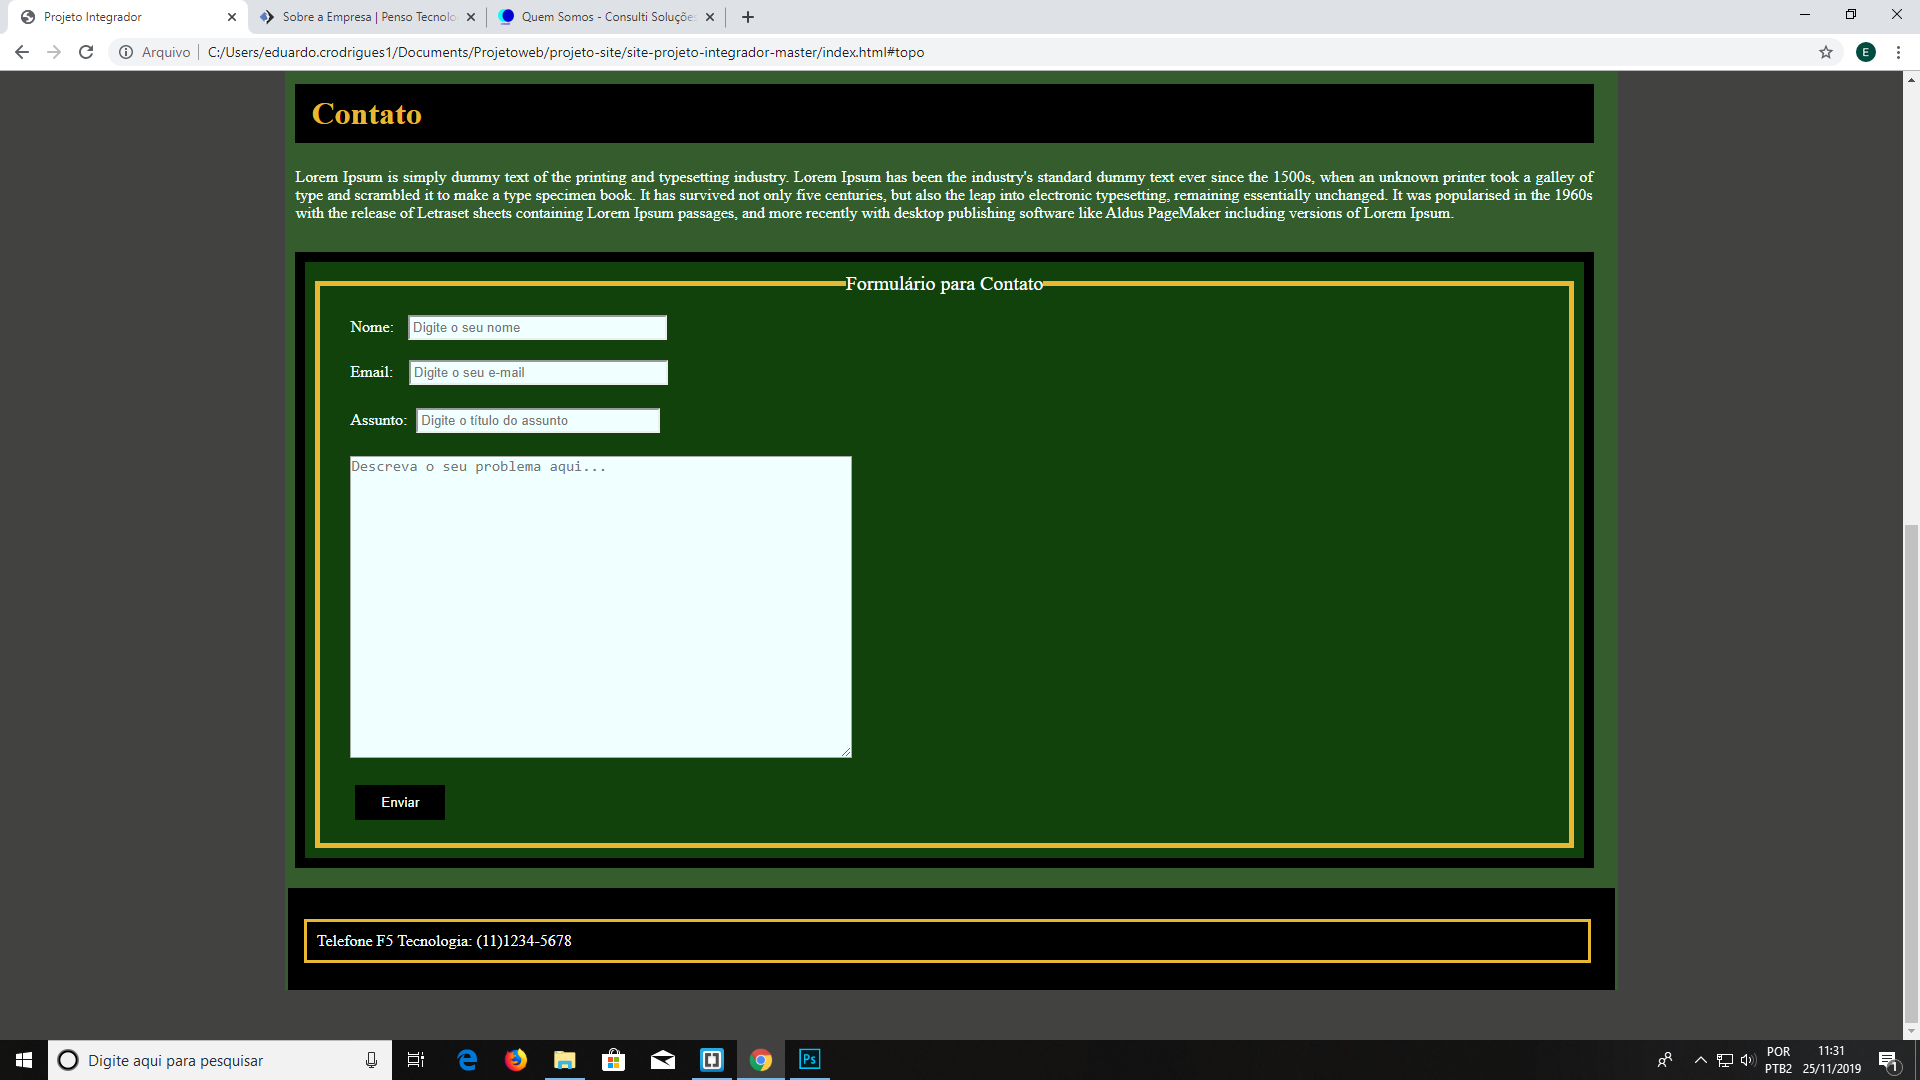 Projeto Integrador
Sobre a Empresa | Penso Tecnolo
Quem Somos - Consulti Soluções
Arquivo
C:/Users/eduardo.crodrigues1/Documents/Projetoweb/projeto-site/site-projeto-integrador-master/index.html#topo
E
Contato
Lorem Ipsum is simply dummy text of the printing and typesetting industry. Lorem Ipsum has been the industry's standard dummy text ever since the 1500s, when an unknown printer took a galley of
type and scrambled it to make a type specimen book. It has survived not only five centuries, but also the leap into electronic typesetting, remaining essentially unchanged. It was popularised in the 1960s
with the release of Letraset sheets containing Lorem Ipsum passages, and more recently with desktop publishing software like Aldus PageMaker including versions of Lorem Ipsum.
Formulário para Contato
Nome: Digite o seu nome
Email: Digite o seu e-mail
Assunto: Digite o título do assunto
Descreva o seu problema aqui...
Enviar
Telefone F5 Tecnologia: (11)1234-5678
Digite aqui para pesquisar
Ps
POR
PTB2
11:31
25/11/2019
1